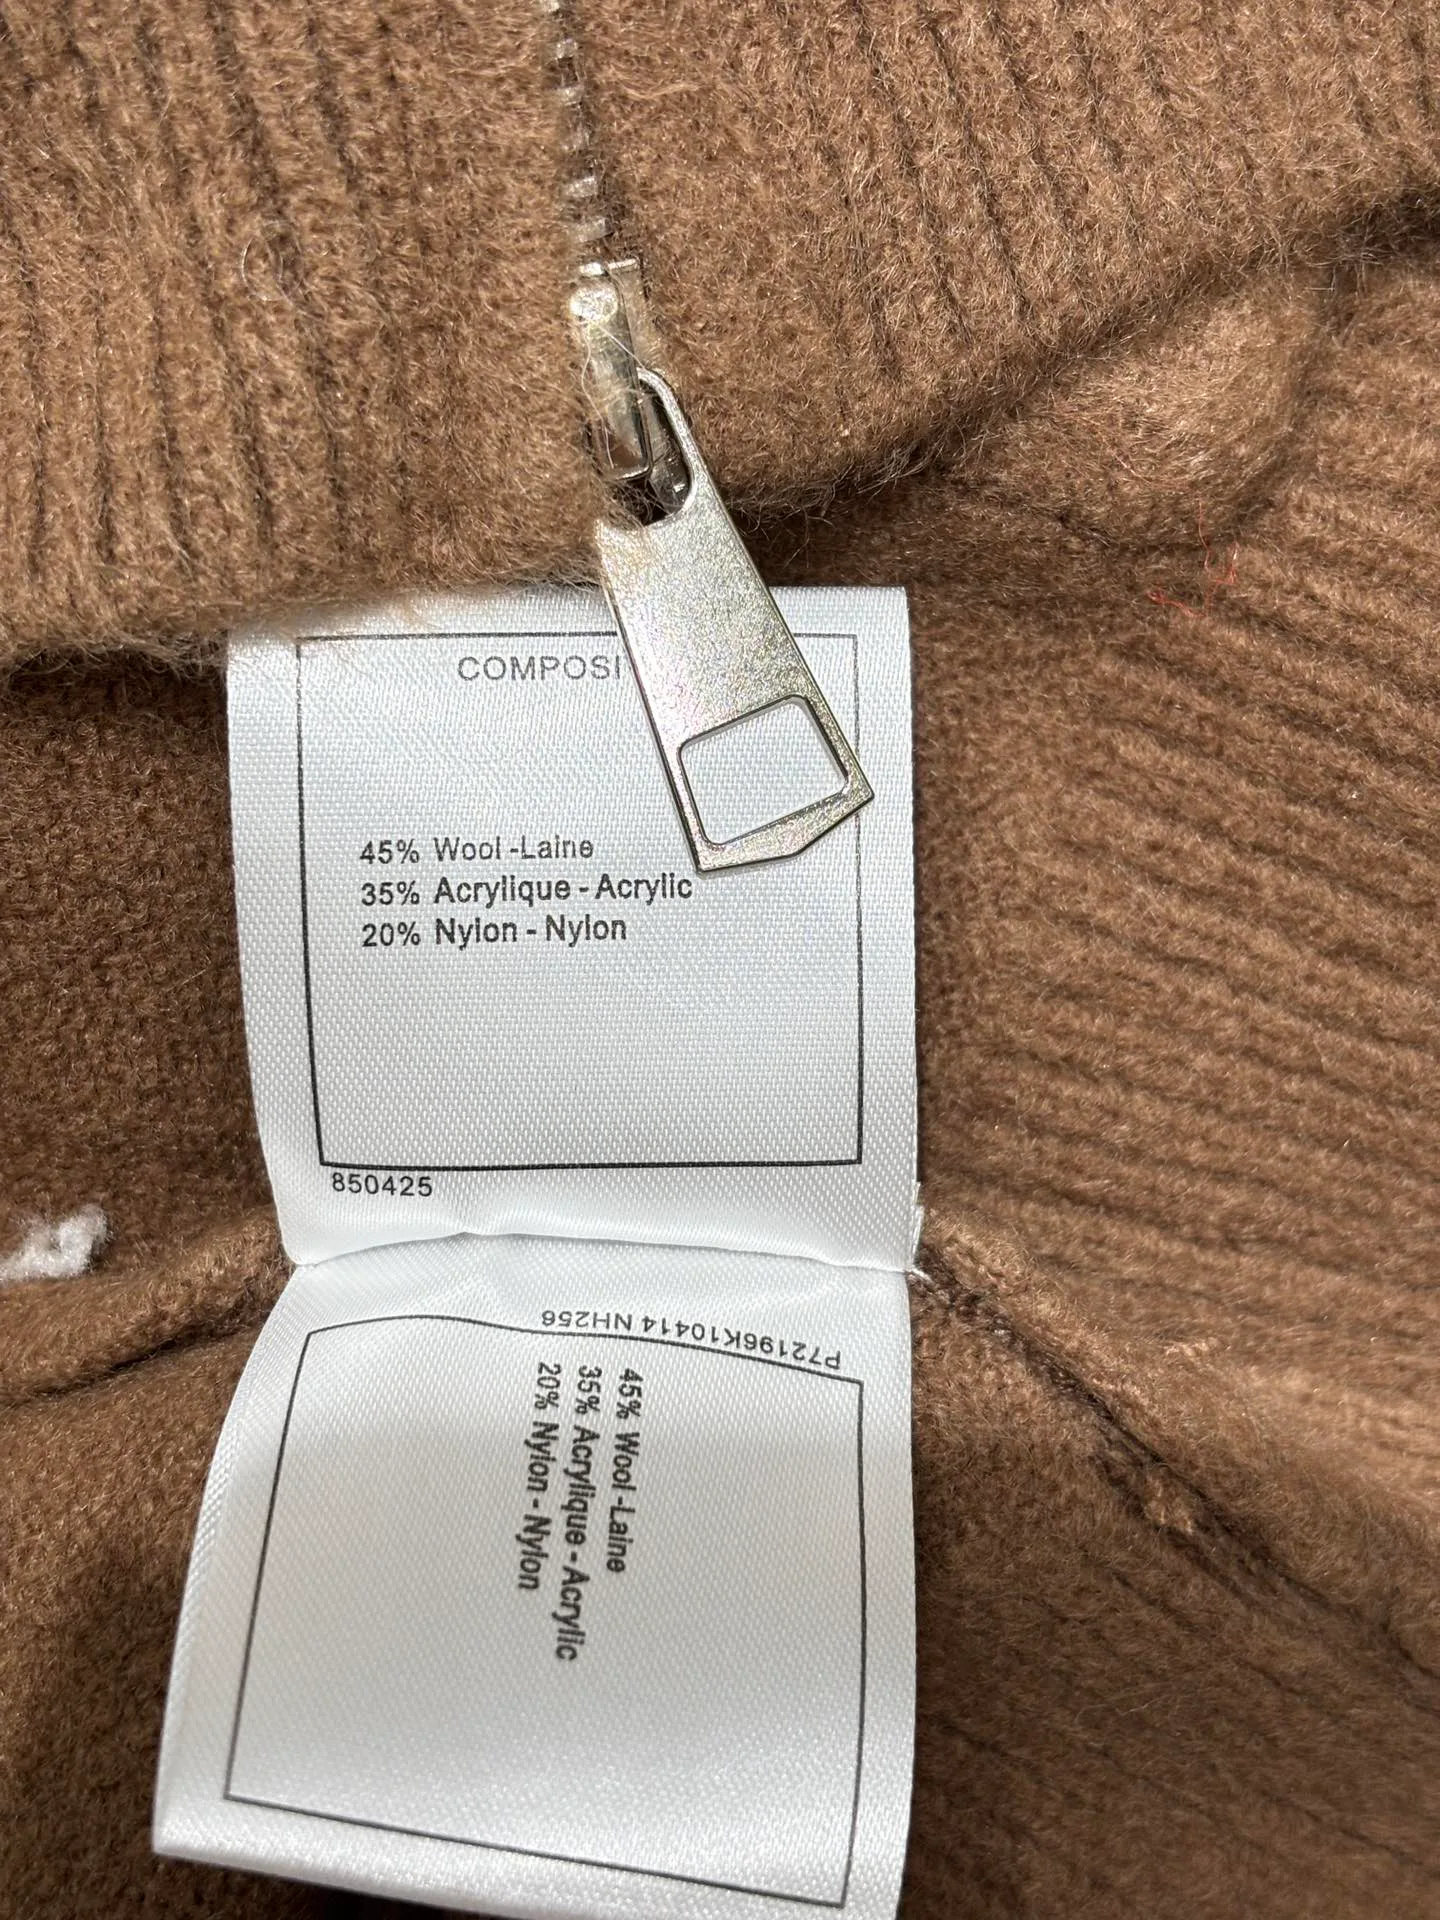 COMPOSI
45% Wool -Laine
35% Acrylique - Acrylic
20% Nylon - Nylon
850425
P72196K10414 NH256
45% Wool -Laine
35% Acrylique - Acrylic
20% Nylon - Nylon